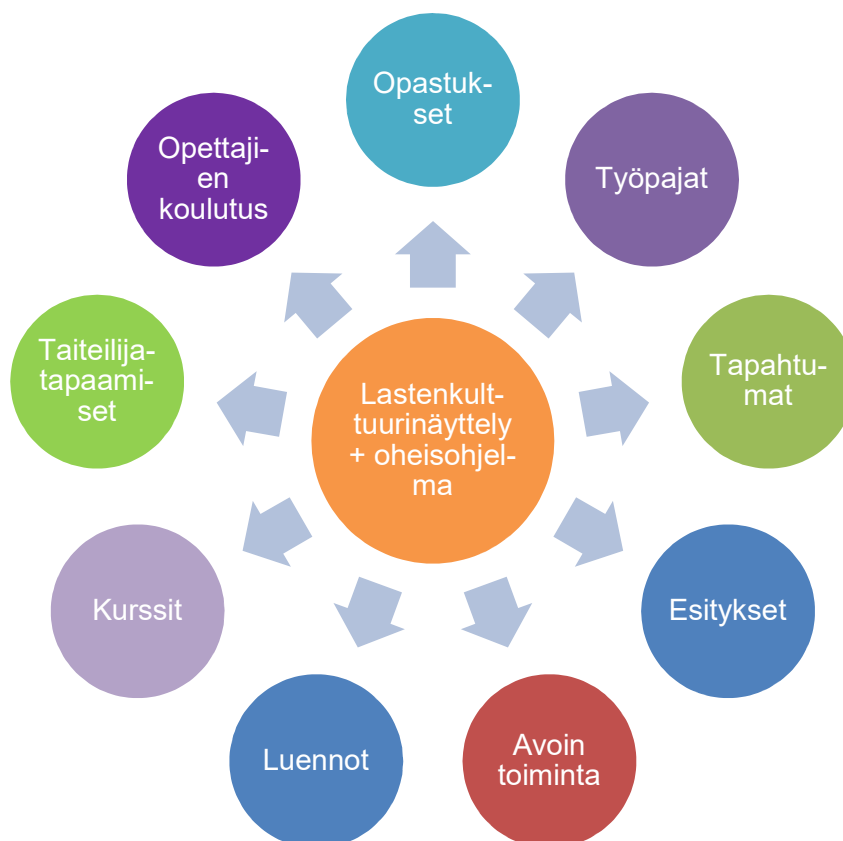 Opastuk-
set
Työpajat
Tapahtu-
mat
Esitykset
Avoin
toiminta
Luennot
Kurssit
Taiteilija-
tapaami-
set
Opettaji-
en
koulutus
Lastenkult-
tuurinäyttely
+ oheisohjel-
ma